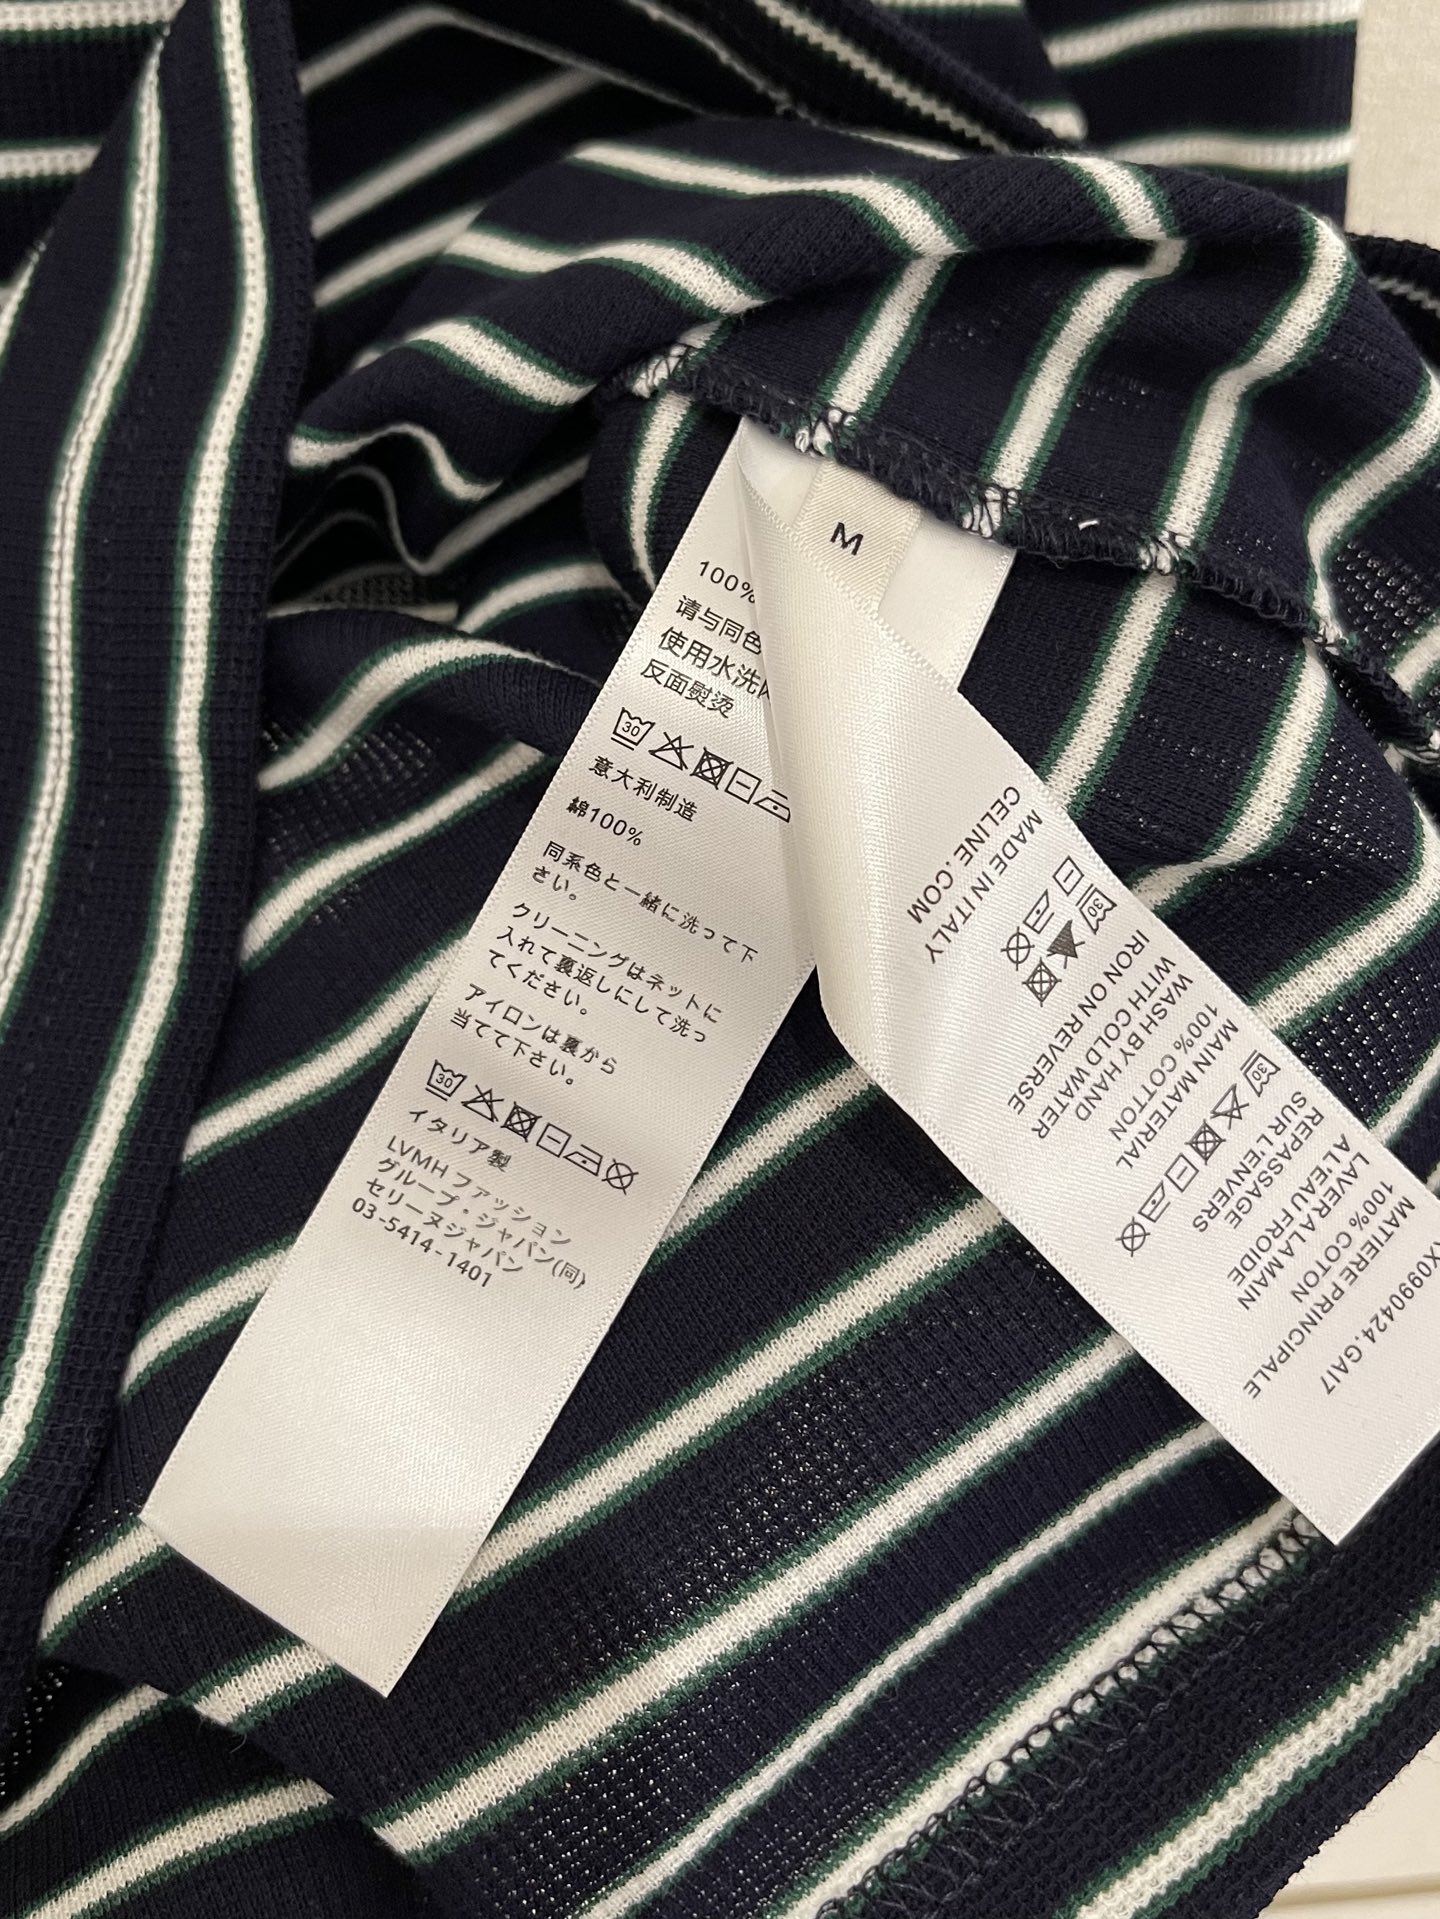 M
100%
请与同色
使用水洗
反面熨烫
30
意大利制造
綿100%
同系色と一緒に洗って下
さい。
クリーニングはネットに
入れて裏返しにして洗っ
てください。
アイロンは裏から
当てて下さい。
30
イタリア製
LVMH ファッション
グループ・ジャパン(同)
セリーヌジャパン
03-5414-1401
X0990424.GAI7
MATIERE PRINCIPALE
100% COTON
LAVER A LA MAIN
A L'EAU FROIDE
REPASSAGE
SUR L'ENVERS
30
MAIN MATERIAL
100% COTTON
WASH BY HAND
WITH COLD WATER
IRON ON REVERSE
30
MADE IN ITALY
CELINE.COM